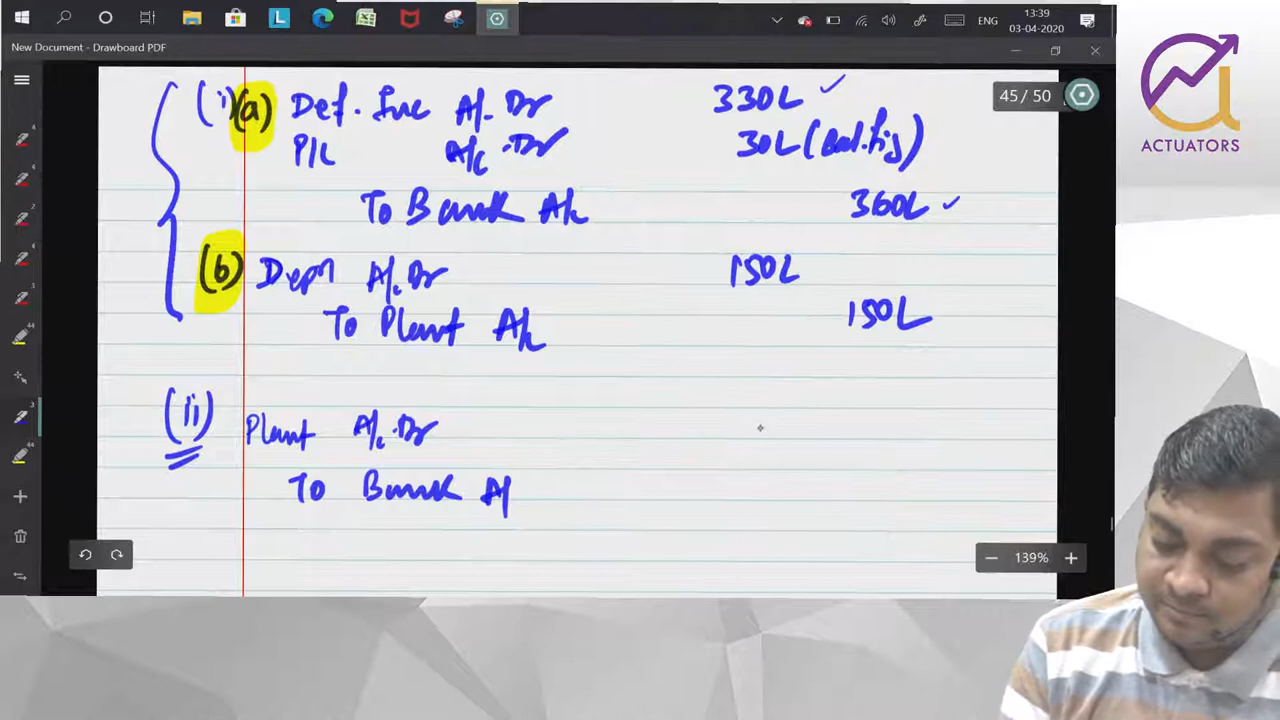 ENG
13:39
03-04-2020
New Document - Drawboard PDF
45 / 50
ACTUATORS
(i) (a) Def. Inc A/c. Dr 330L ✓
P/L A/c .Dr 30L (Bal. fig)
To Bank A/c 360L ✓
(b) Depn A/c. Dr 150L
To Plant A/c 150L
(ii) Plant A/c .Dr
To Bank A/
139%